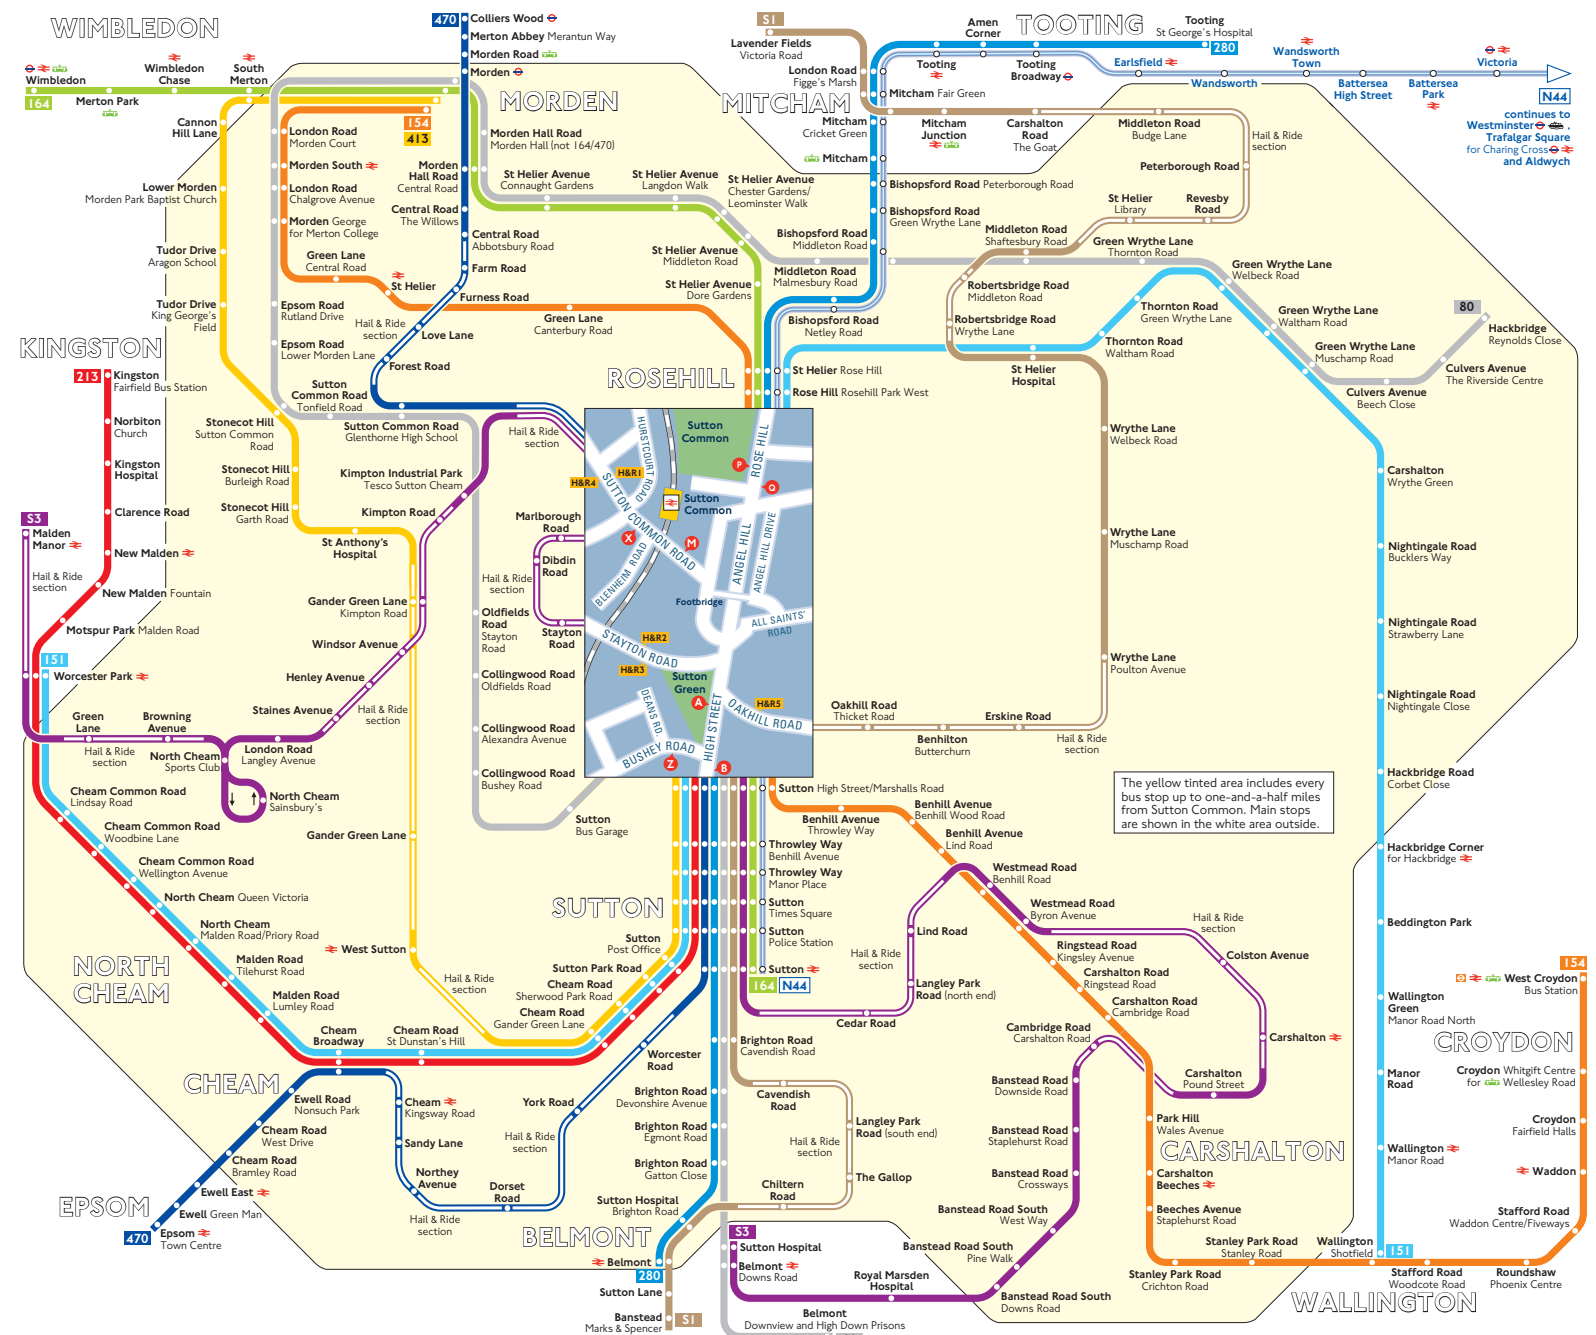 WIMBLEDON
470
Colliers Wood
Merton Abbey Merantun Way
Morden Road
Morden
S1
Lavender Fields
Victoria Road
Amen
Corner
TOOTING
Tooting
St George's Hospital
280
Tooting
Tooting
Broadway
Earlsfield
Wandsworth
Wandsworth
Town
Battersea
High Street
Battersea
Park
Victoria
N44
continues to
Westminster ,
Trafalgar Square
for Charing Cross
and Aldwych
Wimbledon
164
Wimbledon
Chase
South
Merton
Merton Park
MORDEN
154
413
MITCHAM
London Road
Figge's Marsh
Mitcham Fair Green
Mitcham
Cricket Green
Mitcham
Mitcham
Junction
Carshalton
Road
The Goat
Middleton Road
Budge Lane
Hail & Ride
section
Peterborough Road
St Helier
Library
Revesby
Road
Cannon
Hill Lane
London Road
Morden Court
Morden South
London Road
Chalgrove Avenue
Morden George
for Merton College
Green Lane
Central Road
St Helier
Morden Hall Road
Morden Hall (not 164/470)
Morden
Hall Road
Central Road
Central Road
The Willows
Central Road
Abbotsbury Road
Farm Road
Furness Road
Love Lane
Hail & Ride
section
Forest Road
St Helier Avenue
Connaught Gardens
St Helier Avenue
Langdon Walk
St Helier Avenue
Chester Gardens/
Leominster Walk
St Helier Avenue
Middleton Road
St Helier Avenue
Dore Gardens
Bishopsford Road Peterborough Road
Bishopsford Road
Green Wrythe Lane
Bishopsford Road
Middleton Road
Middleton Road
Malmesbury Road
Bishopsford Road
Netley Road
Middleton Road
Shaftesbury Road
Green Wrythe Lane
Thornton Road
Robertsbridge Road
Middleton Road
Robertsbridge Road
Wrythe Lane
Green Wrythe Lane
Welbeck Road
Thornton Road
Green Wrythe Lane
Thornton Road
Waltham Road
Green Wrythe Lane
Waltham Road
Green Wrythe Lane
Muschamp Road
80
Hackbridge
Reynolds Close
Culvers Avenue
The Riverside Centre
Culvers Avenue
Beech Close
Lower Morden
Morden Park Baptist Church
Tudor Drive
Aragon School
Tudor Drive
King George's
Field
Epsom Road
Rutland Drive
Epsom Road
Lower Morden Lane
Green Lane
Canterbury Road
ROSEHILL
St Helier Rose Hill
Rose Hill Rosehill Park West
St Helier
Hospital
KINGSTON
213
Kingston
Fairfield Bus Station
Norbiton
Church
Kingston
Hospital
Clarence Road
New Malden
New Malden Fountain
Motspur Park Malden Road
S3
Malden
Manor
Hail & Ride
section
151
Worcester Park
Sutton
Common Road
Tonfield Road
Sutton Common Road
Glenthorne High School
Hail & Ride
section
Stonecot Hill
Sutton Common
Road
Stonecot Hill
Burleigh Road
Stonecot Hill
Garth Road
St Anthony's
Hospital
Kimpton Industrial Park
Tesco Sutton Cheam
Kimpton Road
Marlborough
Road
Dibdin
Road
Hail & Ride
section
Stayton
Road
Gander Green Lane
Kimpton Road
Windsor Avenue
Henley Avenue
Staines Avenue
Hail & Ride
section
Oldfields
Road
Stayton
Road
Collingwood Road
Oldfields Road
Collingwood Road
Alexandra Avenue
Collingwood Road
Bushey Road
Sutton
Bus Garage
Sutton
Common
HURSTCOURT ROAD
ROSE HILL
P
Q
H&R1
H&R4
Sutton
Common
SUTTON COMMON ROAD
X
M
BLENHEIM ROAD
ANGEL HILL
ANGEL HILL DRIVE
Footbridge
ALL SAINTS'
ROAD
H&R2
STAYTON ROAD
H&R3
Sutton
Green
A
H&R5
OAKHILL ROAD
DEANS RD.
HIGH STREET
BUSHEY ROAD
Z
B
Wrythe Lane
Welbeck Road
Wrythe Lane
Muschamp Road
Wrythe Lane
Poulton Avenue
Oakhill Road
Thicket Road
Benhilton
Butterchurn
Erskine Road
Hail & Ride
section
Carshalton
Wrythe Green
Nightingale Road
Bucklers Way
Nightingale Road
Strawberry Lane
Nightingale Road
Nightingale Close
Hackbridge Road
Corbet Close
Hackbridge Corner
for Hackbridge
Beddington Park
Wallington
Green
Manor Road North
Manor
Road
Wallington
Manor Road
The yellow tinted area includes every
bus stop up to one-and-a-half miles
from Sutton Common. Main stops
are shown in the white area outside.
Green
Lane
Browning
Avenue
Hail & Ride
section
North Cheam
Sports Club
London Road
Langley Avenue
North Cheam
Sainsbury's
Cheam Common Road
Lindsay Road
Cheam Common Road
Woodbine Lane
Cheam Common Road
Wellington Avenue
North Cheam Queen Victoria
North Cheam
Malden Road/Priory Road
Malden Road
Tilehurst Road
Malden Road
Lumley Road
NORTH
CHEAM
Gander Green Lane
West Sutton
Hail & Ride
section
Cheam
Broadway
Cheam Road
St Dunstan's Hill
SUTTON
Sutton
Post Office
Sutton Park Road
Cheam Road
Sherwood Park Road
Cheam Road
Gander Green Lane
Sutton High Street/Marshalls Road
Benhill Avenue
Throwley Way
Benhill Avenue
Benhill Wood Road
Benhill Avenue
Lind Road
Throwley Way
Benhill Avenue
Throwley Way
Manor Place
Sutton
Times Square
Sutton
Police Station
Sutton
164
N44
Westmead Road
Benhill Road
Westmead Road
Byron Avenue
Ringstead Road
Kingsley Avenue
Carshalton Road
Ringstead Road
Carshalton Road
Cambridge Road
Hail & Ride
section
Colston Avenue
Carshalton
Carshalton
Pound Street
Lind Road
Hail & Ride
section
Langley Park
Road (north end)
Cedar Road
Cambridge Road
Carshalton Road
Banstead Road
Downside Road
Banstead Road
Staplehurst Road
Banstead Road
Crossways
Banstead Road South
West Way
Banstead Road South
Pine Walk
Banstead Road South
Downs Road
Park Hill
Wales Avenue
CARSHALTON
Carshalton
Beeches
Beeches Avenue
Staplehurst Road
Stanley Park Road
Stanley Road
Stanley Park Road
Crichton Road
Wallington
Shotfield
151
WALLINGTON
Stafford Road
Woodcote Road
Roundshaw
Phoenix Centre
Stafford Road
Waddon Centre/Fiveways
Waddon
Croydon
Fairfield Halls
Croydon Whitgift Centre
for Wellesley Road
CROYDON
West Croydon
Bus Station
154
CHEAM
Ewell Road
Nonsuch Park
Cheam Road
West Drive
Cheam Road
Bramley Road
Ewell East
Ewell Green Man
EPSOM
470
Epsom
Town Centre
Cheam
Kingsway Road
Sandy Lane
Northey
Avenue
Hail & Ride
section
Dorset
Road
Hail & Ride
section
York Road
Worcester
Road
Brighton Road
Cavendish Road
Brighton Road
Devonshire Avenue
Brighton Road
Egmont Road
Brighton Road
Gatton Close
Sutton Hospital
Brighton Road
Cavendish
Road
Langley Park
Road (south end)
Hail & Ride
section
The Gallop
Chiltern
Road
BELMONT
Belmont
280
Sutton Lane
Banstead
Marks & Spencer
S1
S3
Sutton Hospital
Belmont
Downs Road
Royal Marsden
Hospital
Belmont
Downview and High Down Prisons